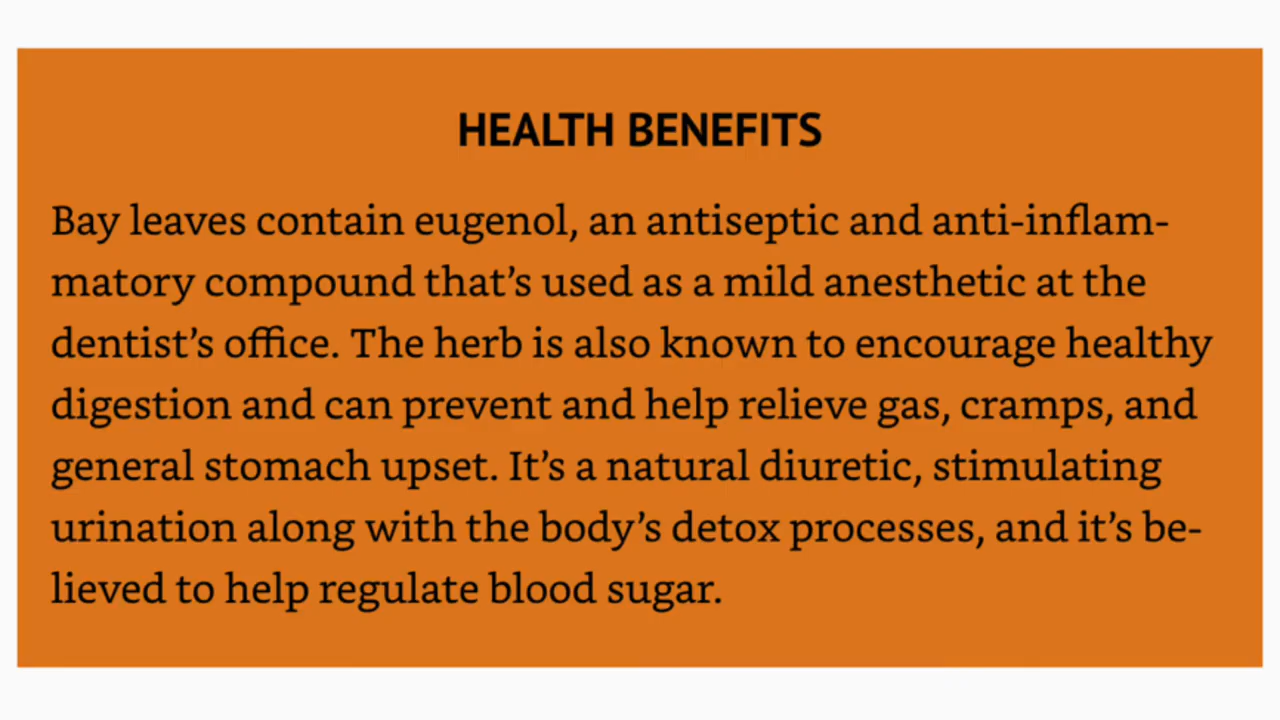 HEALTH BENEFITS
Bay leaves contain eugenol, an antiseptic and anti-inflam-
matory compound that’s used as a mild anesthetic at the
dentist’s office. The herb is also known to encourage healthy
digestion and can prevent and help relieve gas, cramps, and
general stomach upset. It’s a natural diuretic, stimulating
urination along with the body’s detox processes, and it’s be-
lieved to help regulate blood sugar.